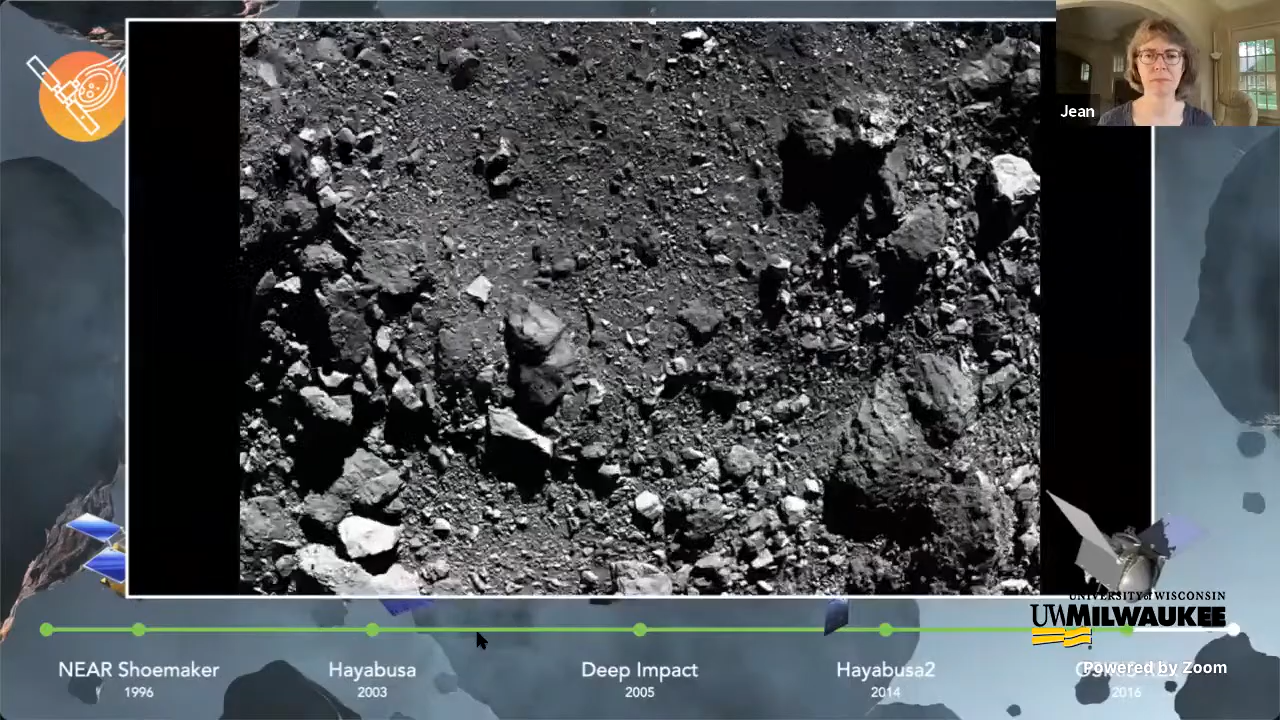 Jean
UNIVERSITY of WISCONSIN
UWMILWAUKEE
NEAR Shoemaker
1996
Hayabusa
2003
Deep Impact
2005
Hayabusa2
2014
Powered by Zoom
2016